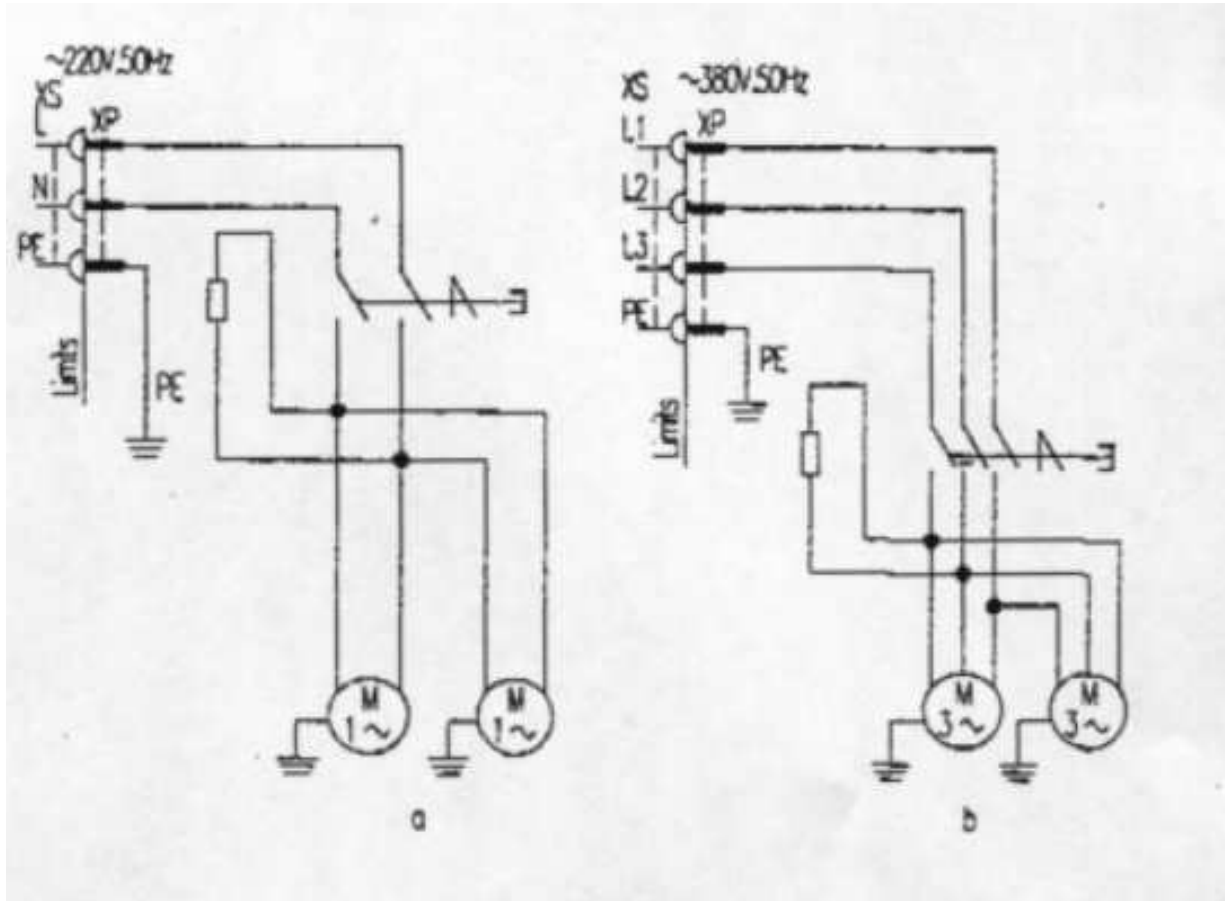 ~220V.50Hz
XS
L
XP
N
PE
Limits
PE
M
1~
M
1~
a
~380V.50Hz
XS
L1
XP
L2
L3
PE
Limits
PE
M
3~
M
3~
b